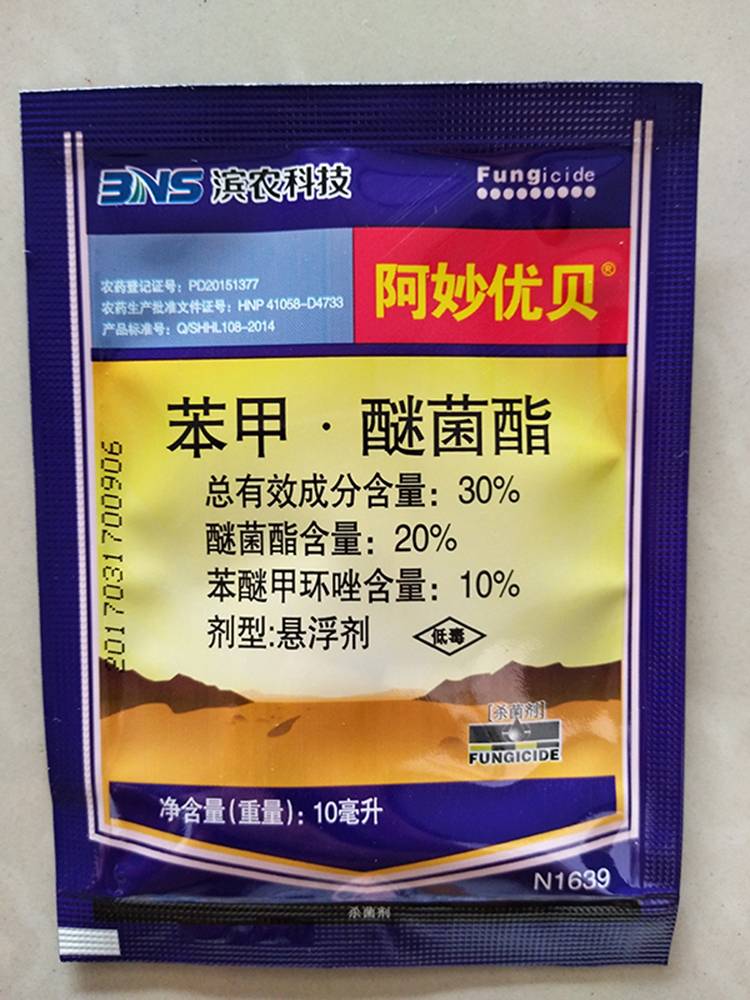 BNS 滨农科技
Fungicide
农药登记证号：PD20151377
农药生产批准文件证号：HNP 41058-D4733
产品标准号：Q/SHHL108-2014
阿妙优贝®
苯甲·醚菌酯
总有效成分含量：30%
醚菌酯含量：20%
苯醚甲环唑含量：10%
剂型:悬浮剂
低毒
201703170​0906
[杀菌剂]
FUNGICIDE
净含量(重量)：10毫升
N1639
杀菌剂